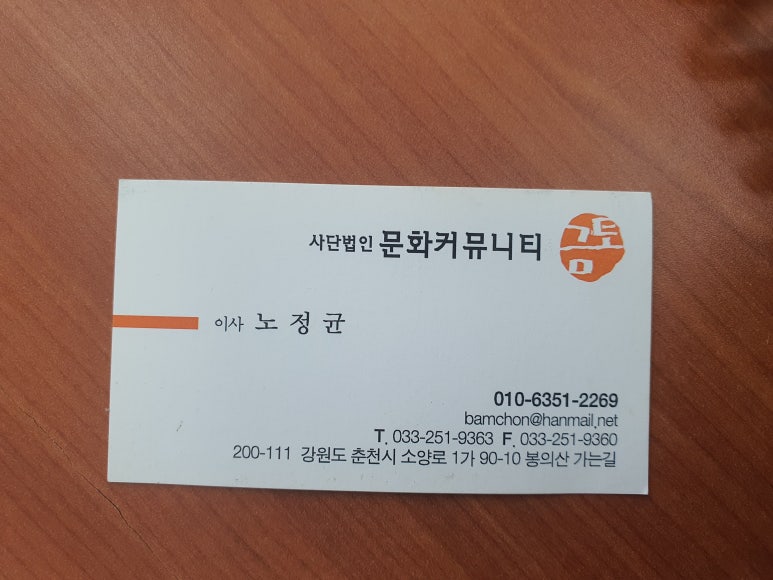 사단법인 문화커뮤니티 금토
이사 노 정 균
010-6351-2269
bamchon@hanmail.net
T. 033-251-9363 F. 033-251-9360
200-111 강원도 춘천시 소양로 1가 90-10 봉의산 가는길